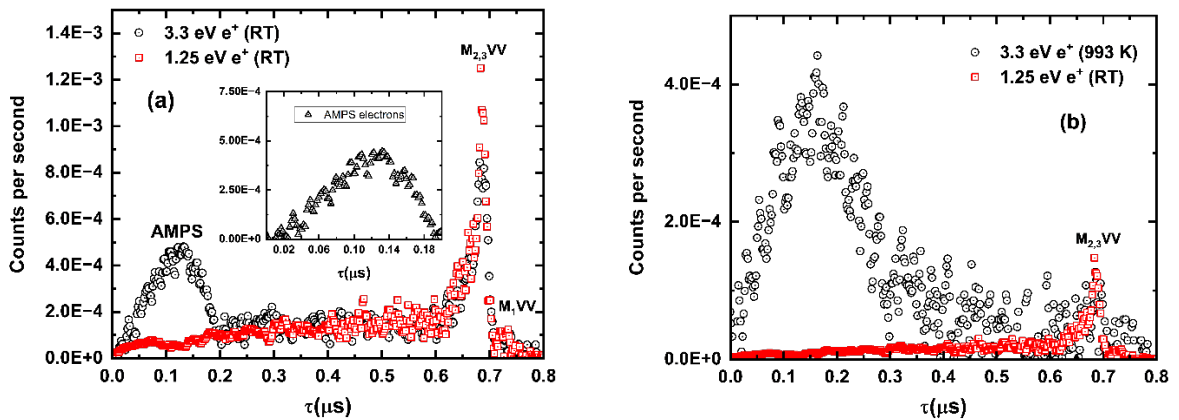 1.4E-3
1.2E-3
1.0E-3
8.0E-4
6.0E-4
4.0E-4
2.0E-4
0.0E+0
Counts per second
3.3 eV e⁺ (RT)
1.25 eV e⁺ (RT)
(a)
AMPS
M₂,₃VV
M₁VV
0.0 0.1 0.2 0.3 0.4 0.5 0.6 0.7 0.8
τ(μs)
7.50E-4
5.00E-4
2.50E-4
0.00E+0
AMPS electrons
0.02 0.06 0.10 0.14 0.18
τ(μs)
4.0E-4
2.0E-4
0.0E+0
Counts per second
3.3 eV e⁺ (993 K)
1.25 eV e⁺ (RT)
(b)
M₂,₃VV
0.0 0.1 0.2 0.3 0.4 0.5 0.6 0.7 0.8
τ(μs)